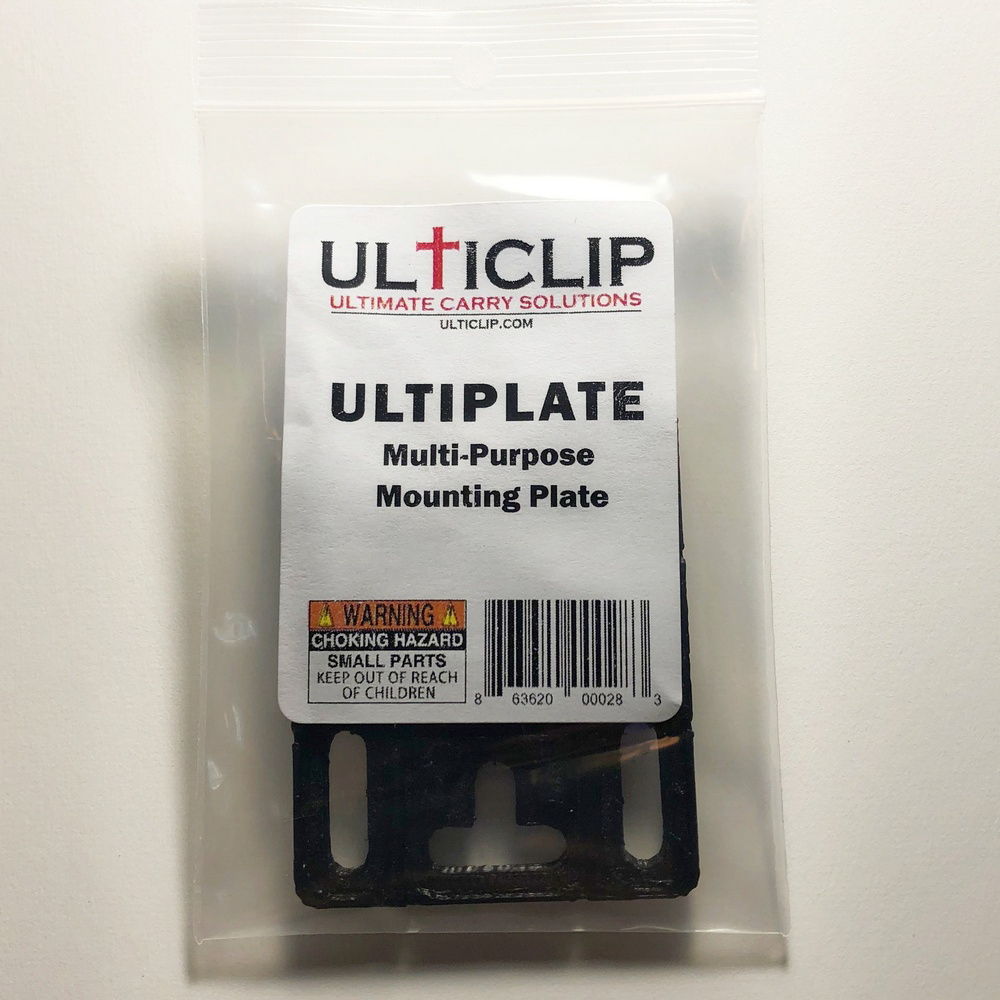 ULTICLIP
ULTIMATE CARRY SOLUTIONS
ULTICLIP.COM
ULTIPLATE
Multi-Purpose
Mounting Plate
WARNING
CHOKING HAZARD
SMALL PARTS
KEEP OUT OF REACH
OF CHILDREN
8 63620 00028 3